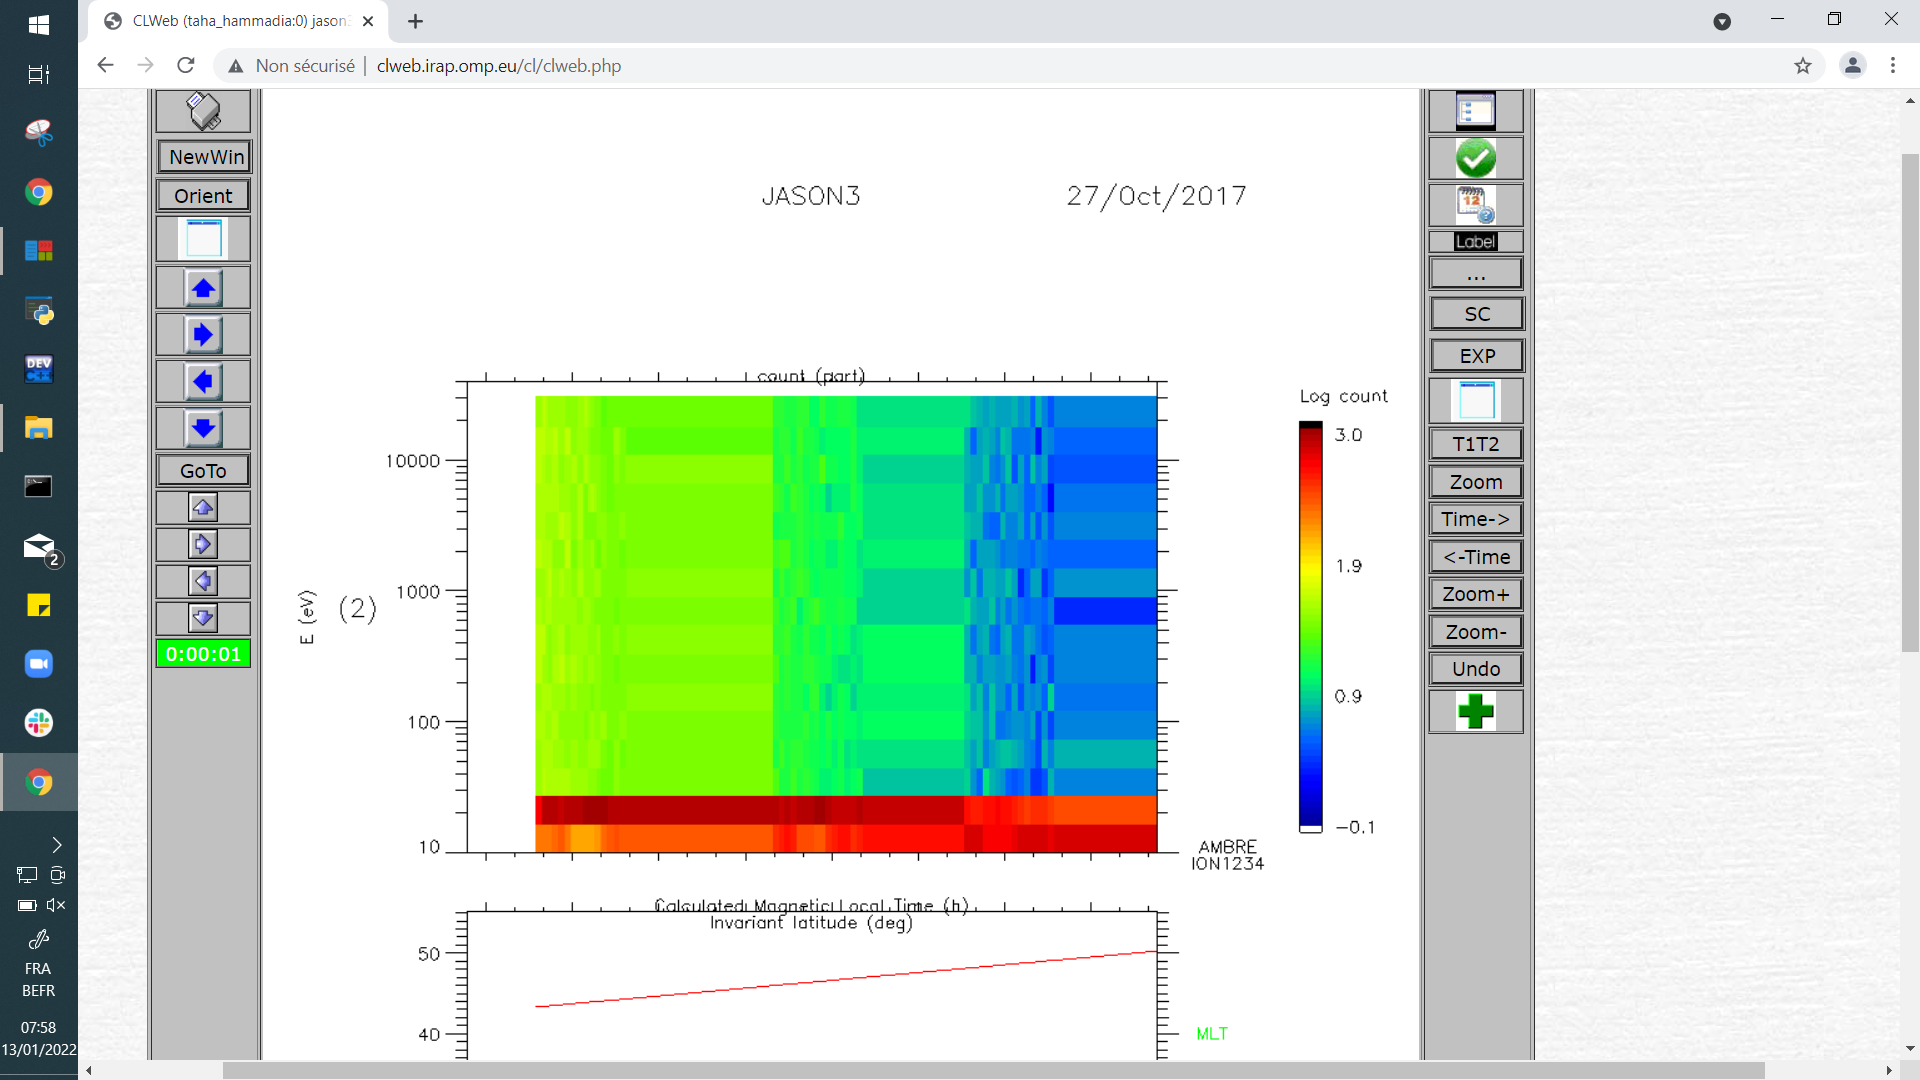 CLWeb (taha_hammadia:0) jason3
Non sécurisé
clweb.irap.omp.eu/cl/clweb.php
NewWin
Orient
GoTo
0:00:01
JASON3
27/Oct/2017
count (part)
10000
1000
100
10
E (eV)
(2)
Log count
3.0
1.9
0.9
−0.1
AMBRE
ION1234
Calculated Magnetic Local Time (h)
Invariant latitude (deg)
50
40
MLT
12
Label
...
SC
EXP
T1T2
Zoom
Time->
<-Time
Zoom+
Zoom-
Undo
DEV
C++
2
FRA
BEFR
07:58
13/01/2022